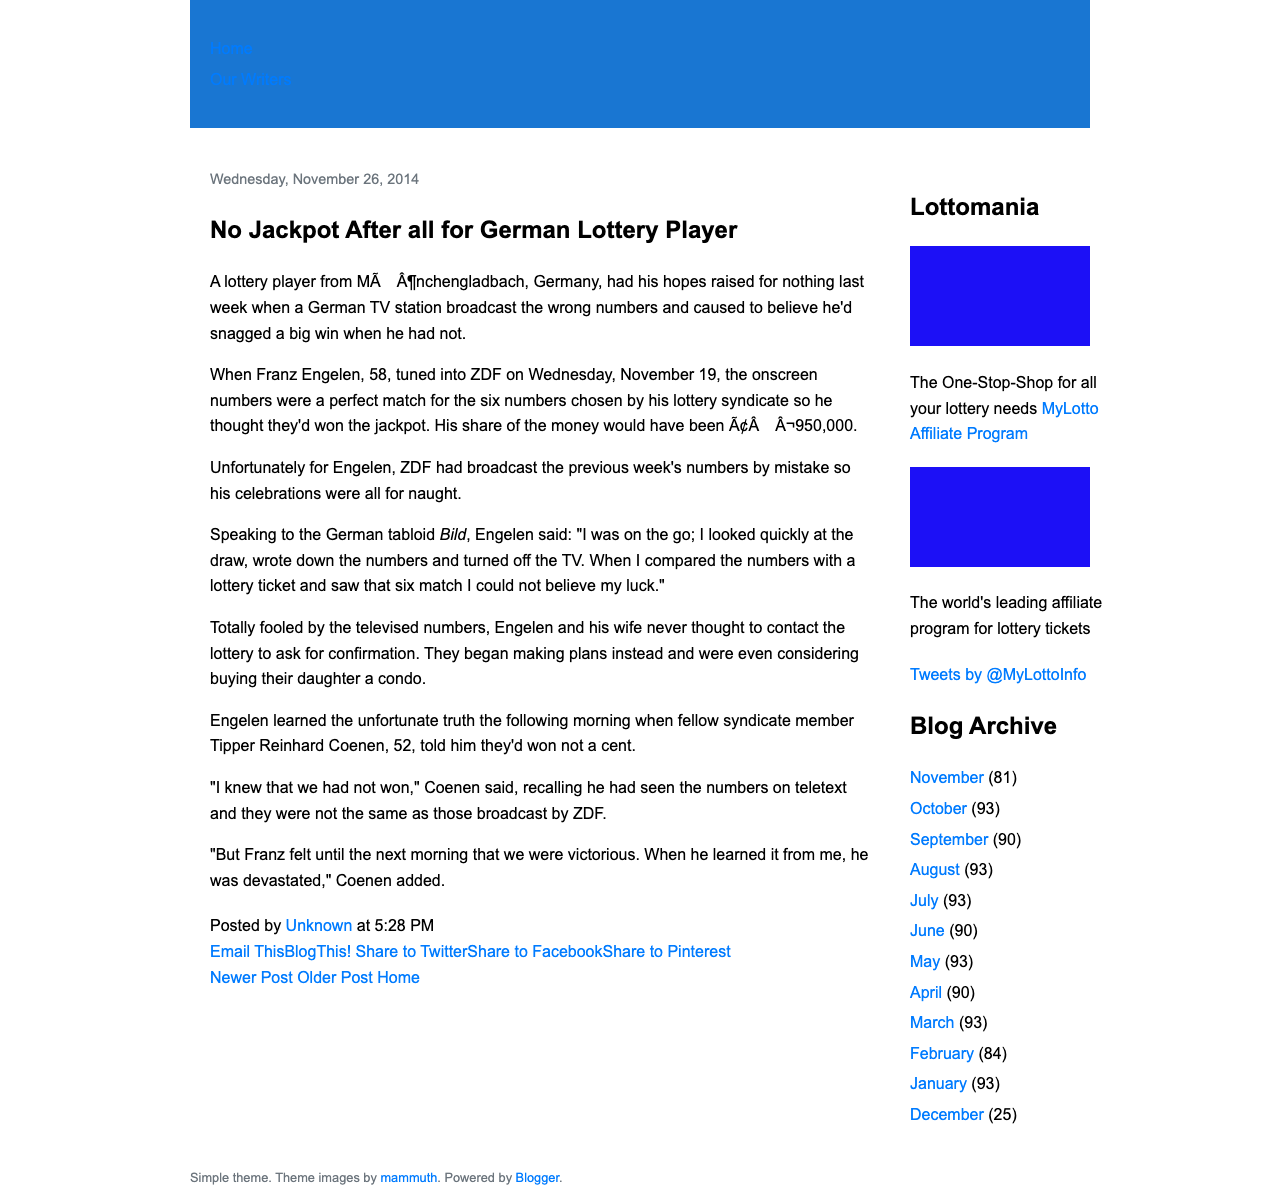 Home
Our Writers
Wednesday, November 26, 2014
No Jackpot After all for German Lottery Player
A lottery player from MÃ Â¶nchengladbach, Germany, had his hopes raised for nothing last
week when a German TV station broadcast the wrong numbers and caused to believe he'd
snagged a big win when he had not.
When Franz Engelen, 58, tuned into ZDF on Wednesday, November 19, the onscreen
numbers were a perfect match for the six numbers chosen by his lottery syndicate so he
thought they'd won the jackpot. His share of the money would have been Ã¢Â Â¬950,000.
Unfortunately for Engelen, ZDF had broadcast the previous week's numbers by mistake so
his celebrations were all for naught.
Speaking to the German tabloid Bild, Engelen said: "I was on the go; I looked quickly at the
draw, wrote down the numbers and turned off the TV. When I compared the numbers with a
lottery ticket and saw that six match I could not believe my luck."
Totally fooled by the televised numbers, Engelen and his wife never thought to contact the
lottery to ask for confirmation. They began making plans instead and were even considering
buying their daughter a condo.
Engelen learned the unfortunate truth the following morning when fellow syndicate member
Tipper Reinhard Coenen, 52, told him they'd won not a cent.
"I knew that we had not won," Coenen said, recalling he had seen the numbers on teletext
and they were not the same as those broadcast by ZDF.
"But Franz felt until the next morning that we were victorious. When he learned it from me, he
was devastated," Coenen added.
Posted by Unknown at 5:28 PM
Email ThisBlogThis! Share to TwitterShare to FacebookShare to Pinterest
Newer Post Older Post Home
Lottomania
The One-Stop-Shop for all
your lottery needs MyLotto
Affiliate Program
The world's leading affiliate
program for lottery tickets
Tweets by @MyLottoInfo
Blog Archive
November (81)
October (93)
September (90)
August (93)
July (93)
June (90)
May (93)
April (90)
March (93)
February (84)
January (93)
December (25)
Simple theme. Theme images by mammuth. Powered by Blogger.